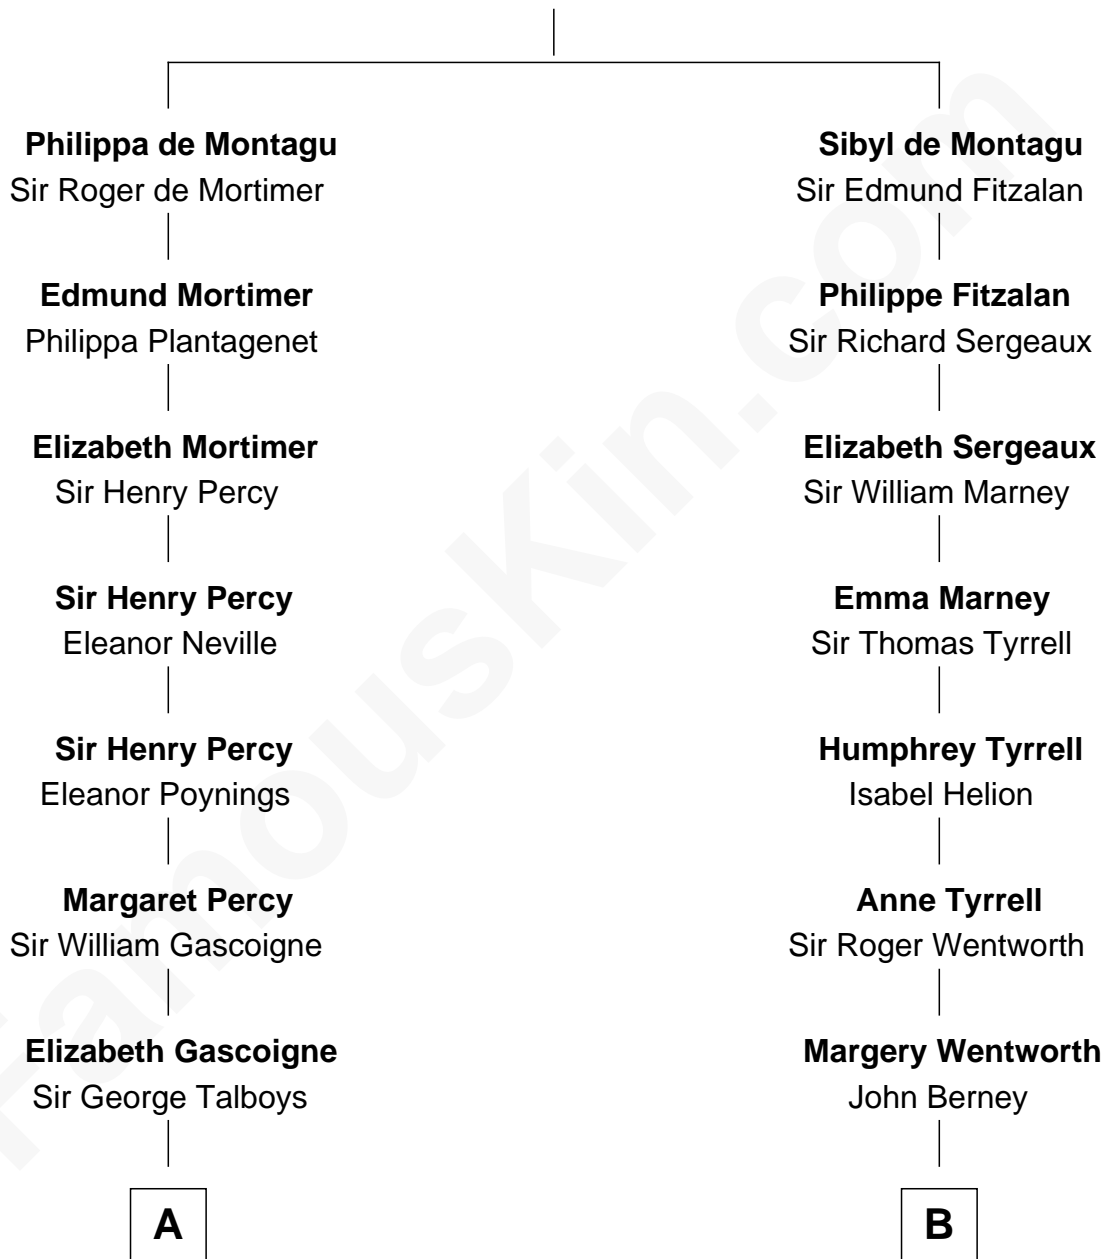 Philippa de Montagu
Sir Roger de Mortimer
Edmund Mortimer
Philippa Plantagenet
Elizabeth Mortimer
Sir Henry Percy
Sir Henry Percy
Eleanor Neville
Sir Henry Percy
Eleanor Poynings
Margaret Percy
Sir William Gascoigne
Elizabeth Gascoigne
Sir George Talboys
A
Sibyl de Montagu
Sir Edmund Fitzalan
Philippe Fitzalan
Sir Richard Sergeaux
Elizabeth Sergeaux
Sir William Marney
Emma Marney
Sir Thomas Tyrrell
Humphrey Tyrrell
Isabel Helion
Anne Tyrrell
Sir Roger Wentworth
Margery Wentworth
John Berney
B
FamousKin.com